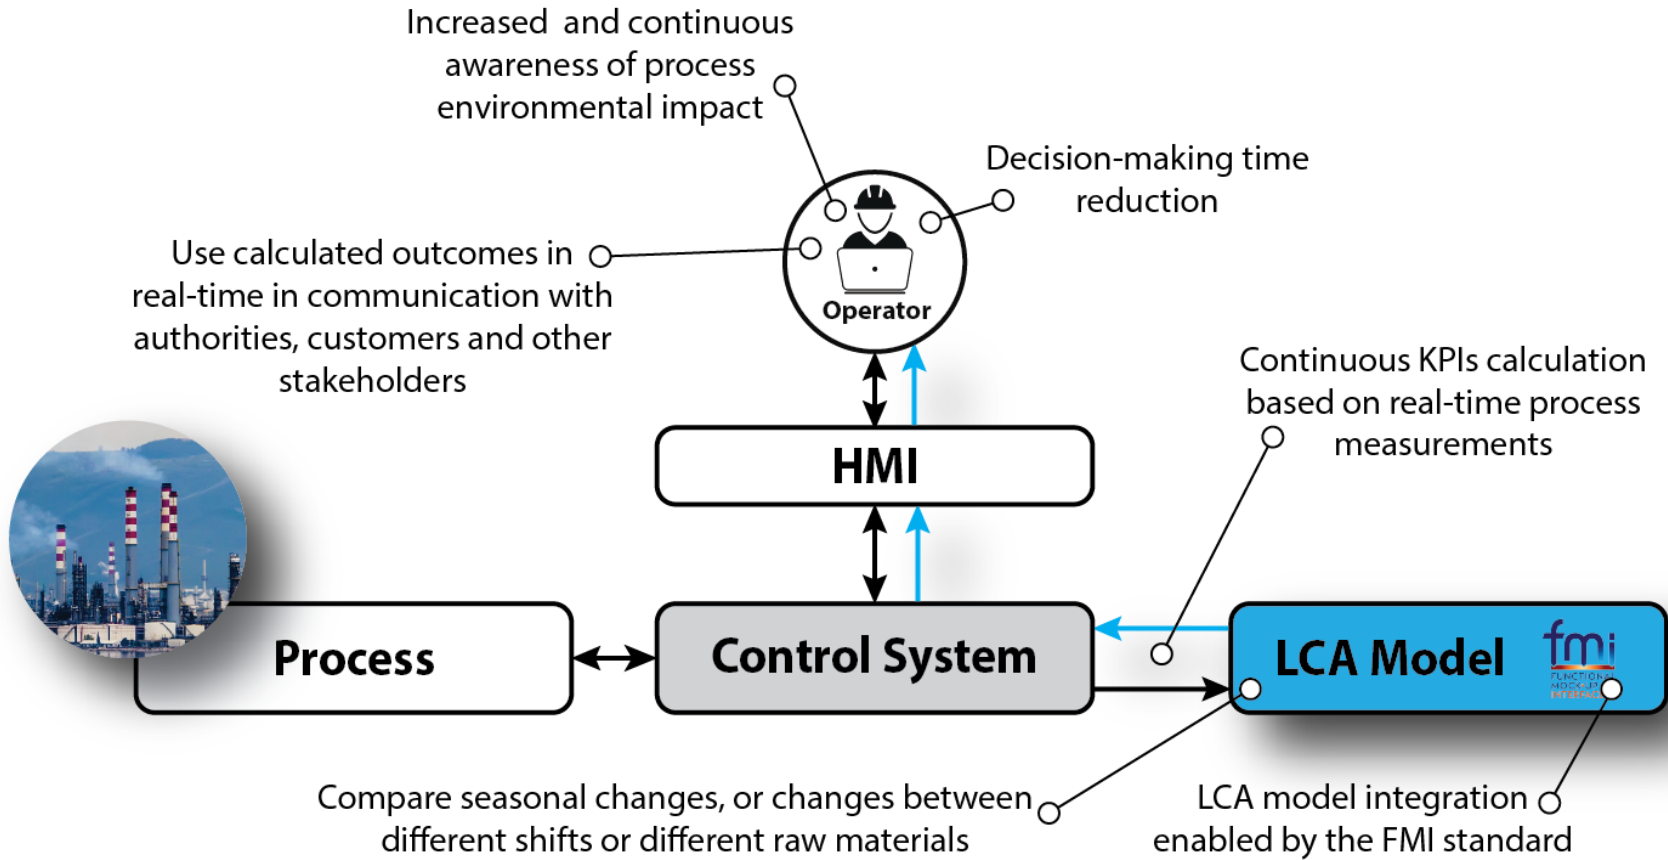 Increased and continuous
awareness of process
environmental impact
Decision-making time
reduction
Use calculated outcomes in
real-time in communication with
authorities, customers and other
stakeholders
Operator
Continuous KPIs calculation
based on real-time process
measurements
HMI
Process
Control System
LCA Model
fmi
FUNCTIONAL
MOCK-UP
Compare seasonal changes, or changes between
different shifts or different raw materials
LCA model integration
enabled by the FMI standard